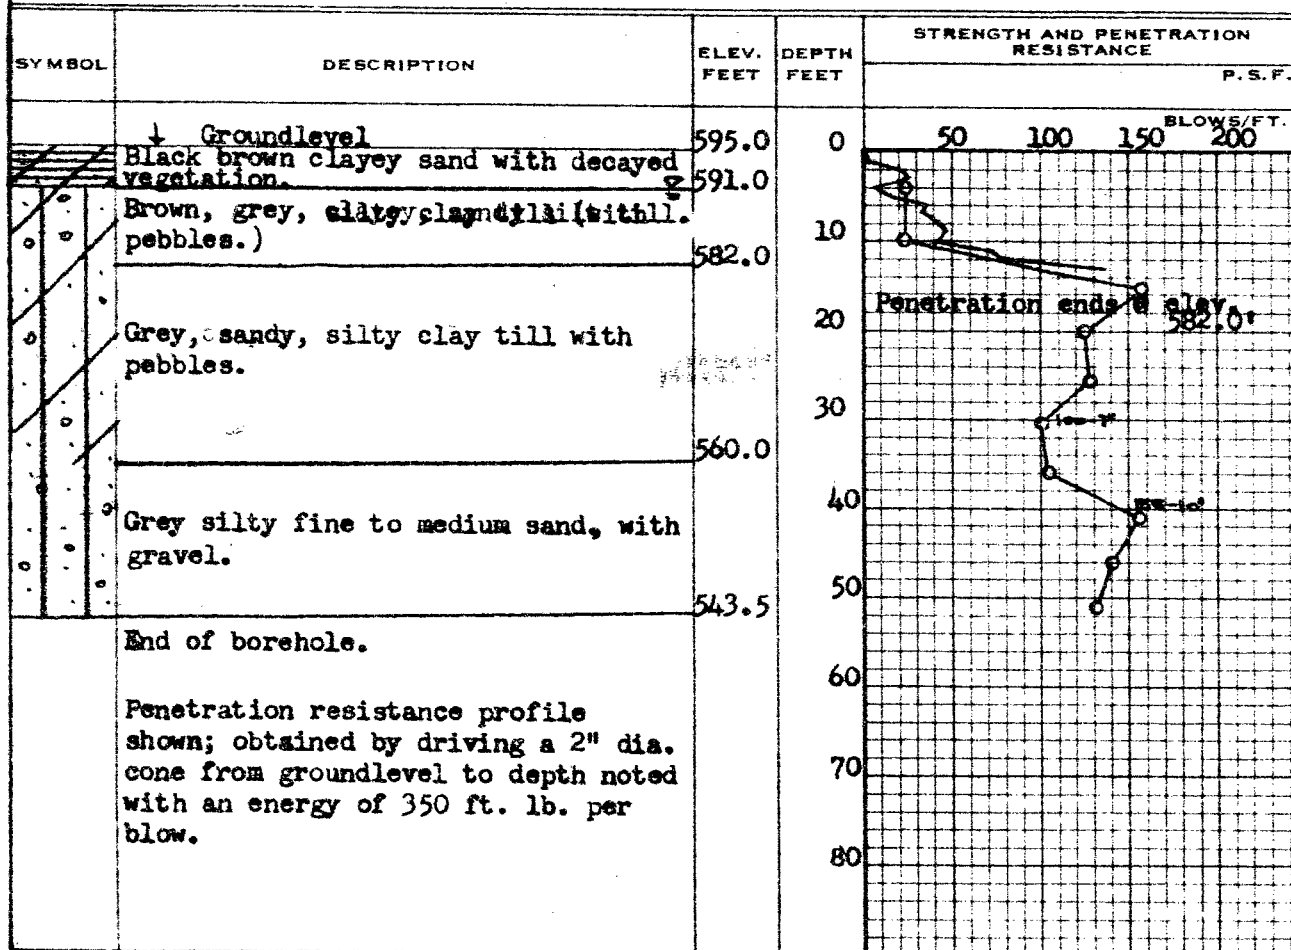 SYMBOL
DESCRIPTION
ELEV. FEET
DEPTH FEET
STRENGTH AND PENETRATION RESISTANCE
P.S.F.
BLOWS/FT.
50 100 150 200
↓ Groundlevel
595.0
0
Black brown clayey sand with decayed
vegetation.
591.0
Brown, grey,
pebbles.)
10
582.0
Penetration ends @ elev.
582.0'
20
Grey, sandy, silty clay till with
pebbles.
30
560.0
40
Grey silty fine to medium sand, with
gravel.
50
543.5
End of borehole.
60
Penetration resistance profile
shown; obtained by driving a 2" dia.
cone from groundlevel to depth noted
with an energy of 350 ft. lb. per
blow.
70
80